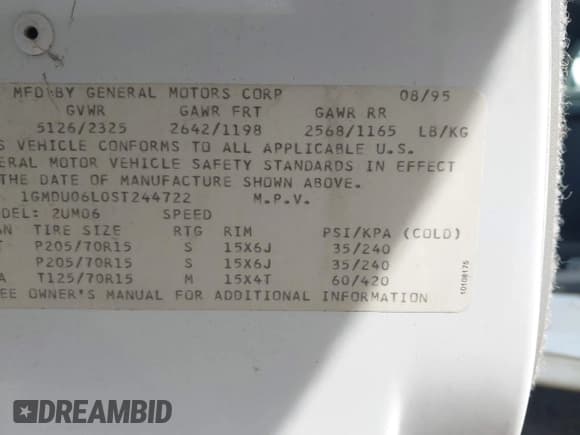 MFD BY GENERAL MOTORS CORP 08/95
GVWR GAWR FRT GAWR RR
5126/2325 2642/1198 2568/1165 LB/KG
S VEHICLE CONFORMS TO ALL APPLICABLE U.S.
ERAL MOTOR VEHICLE SAFETY STANDARDS IN EFFECT
THE DATE OF MANUFACTURE SHOWN ABOVE.
1GMDU06L0ST244722 M.P.V.
DEL: 2UM06 SPEED
AN TIRE SIZE RTG RIM PSI/KPA (COLD)
T P205/70R15 S 15X6J 35/240
P205/70R15 S 15X6J 35/240
A T125/70R15 M 15X4T 60/420
EE OWNER'S MANUAL FOR ADDITIONAL INFORMATION
10108175
DREAMBID